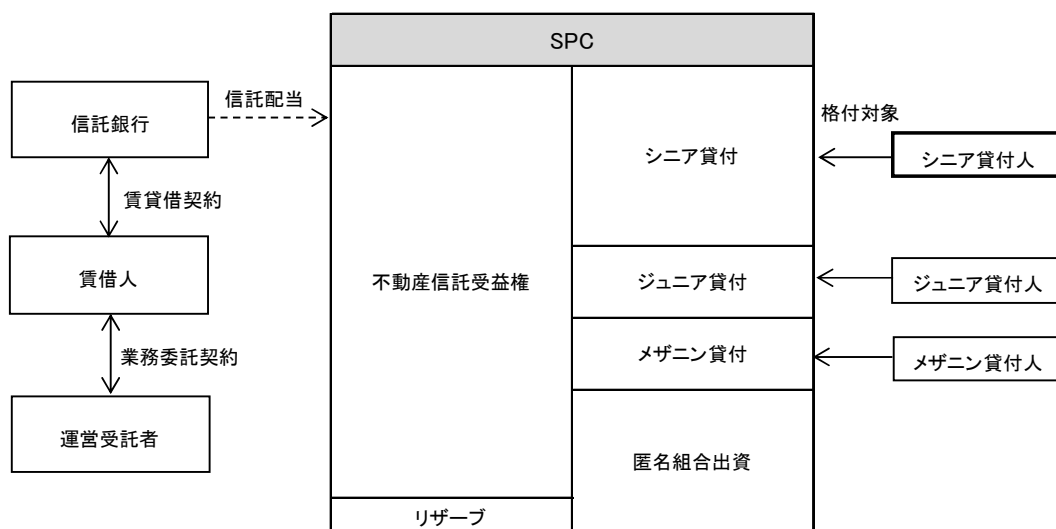 SPC
信託銀行
信託配当
賃貸借契約
賃借人
業務委託契約
運営受託者
不動産信託受益権
リザーブ
シニア貸付
ジュニア貸付
メザニン貸付
匿名組合出資
格付対象
シニア貸付人
ジュニア貸付人
メザニン貸付人